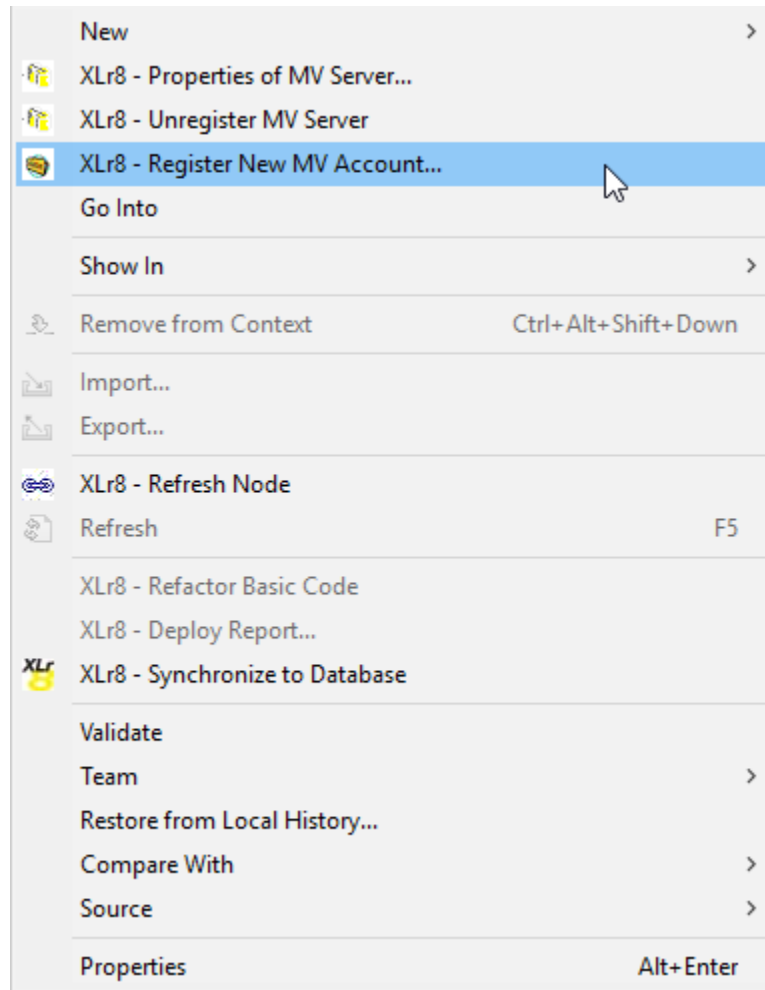 New
XLr8 - Properties of MV Server...
XLr8 - Unregister MV Server
XLr8 - Register New MV Account...
Go Into
Show In
Remove from Context Ctrl+Alt+Shift+Down
Import...
Export...
XLr8 - Refresh Node
Refresh F5
XLr8 - Refactor Basic Code
XLr8 - Deploy Report...
XLr 8 XLr8 - Synchronize to Database
Validate
Team
Restore from Local History...
Compare With
Source
Properties Alt+Enter